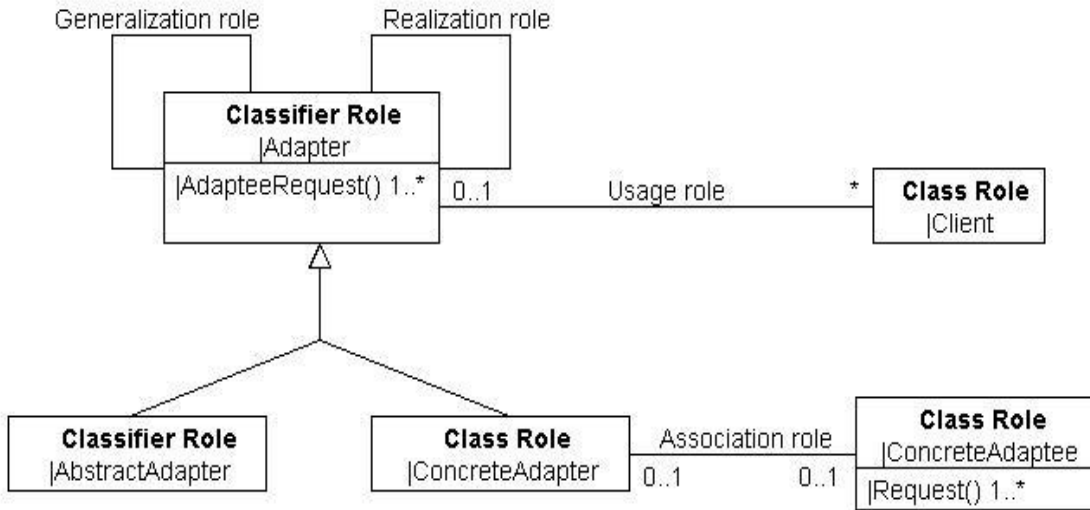 Generalization role
Realization role
Classifier Role
|Adapter
|AdapteeRequest() 1..*
0..1
Usage role
*
Class Role
|Client
Classifier Role
|AbstractAdapter
Class Role
|ConcreteAdapter
Association role
0..1
0..1
Class Role
|ConcreteAdaptee
|Request() 1..*